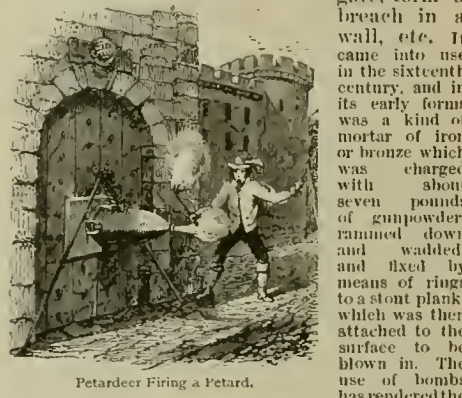 breach in a
wall, etc. It
came into use
in the sixteenth
century, and in
its early forms
was a kind of
mortar of iron
or bronze which
was charged
with about
seven pounds
of gunpowder
rammed down
and wadded,
and fixed by
means of rings
to a stout plank,
which was then
attached to the
surface to be
blown in. The
use of bombs
has rendered the
Petardeer Firing a Petard.